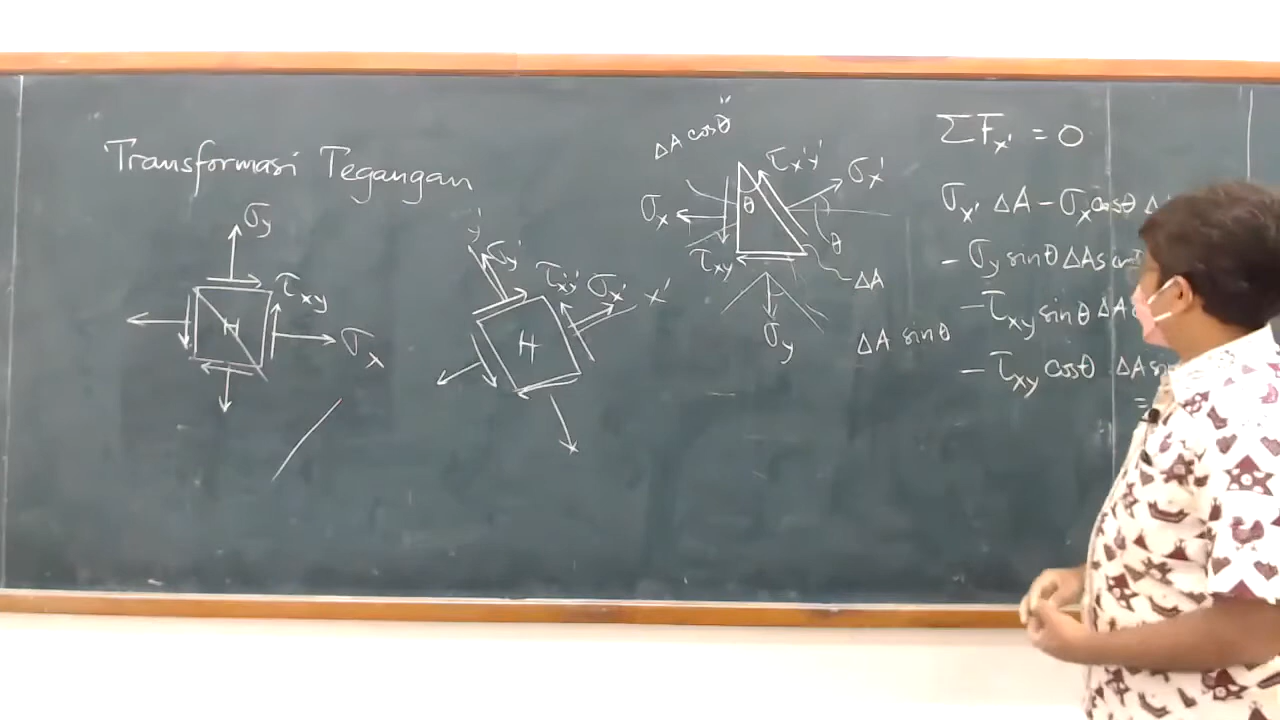 Transformasi Tegangan
σy
τxy
H
σx
y'
σy'
τx'y'
σx'
x'
H
ΔA cosθ
τx'y'
σx'
σx
θ
θ
τxy
ΔA
σy
ΔA sinθ
ΣFx' = 0
σx' ΔA - σx cosθ Δ
- σy sinθ ΔA
- τxy sinθ ΔA
- τxy cosθ ΔA
=